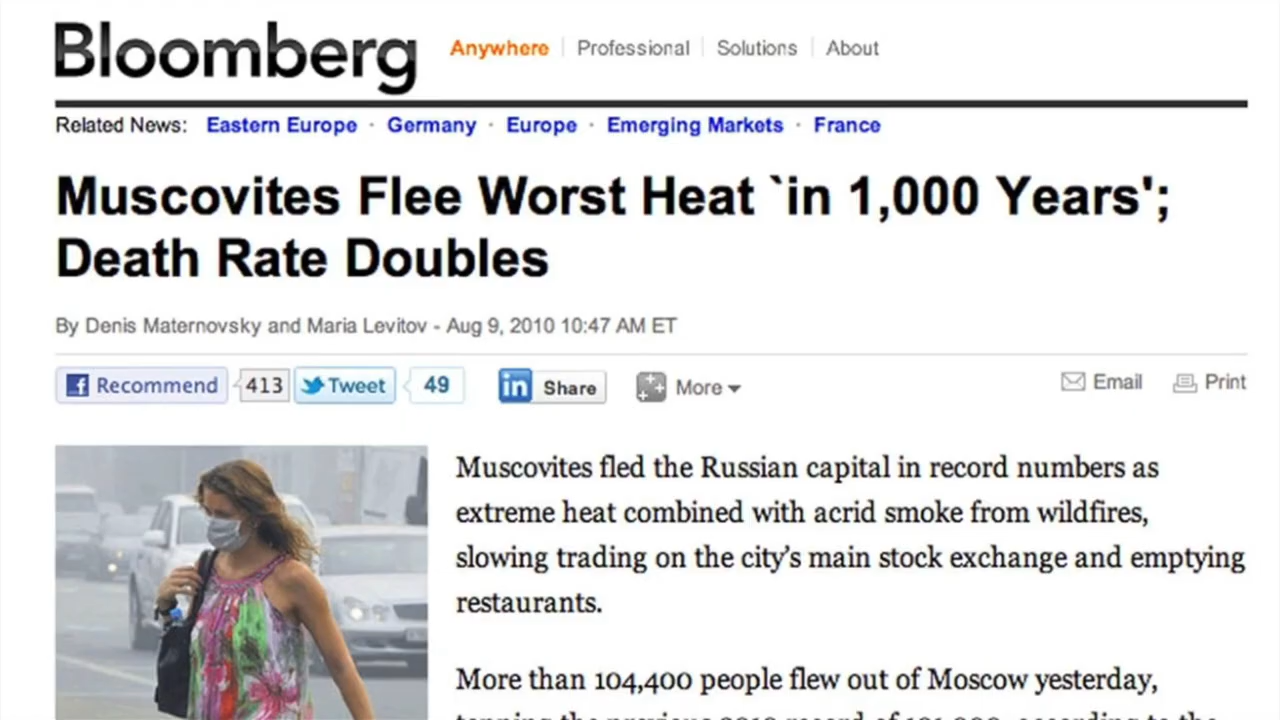 Bloomberg Anywhere Professional Solutions About
Related News: Eastern Europe · Germany · Europe · Emerging Markets · France
Muscovites Flee Worst Heat `in 1,000 Years';
Death Rate Doubles
By Denis Maternovsky and Maria Levitov - Aug 9, 2010 10:47 AM ET
f Recommend 413 Tweet 49 in Share More Email Print
Muscovites fled the Russian capital in record numbers as
extreme heat combined with acrid smoke from wildfires,
slowing trading on the city's main stock exchange and emptying
restaurants.
More than 104,400 people flew out of Moscow yesterday,